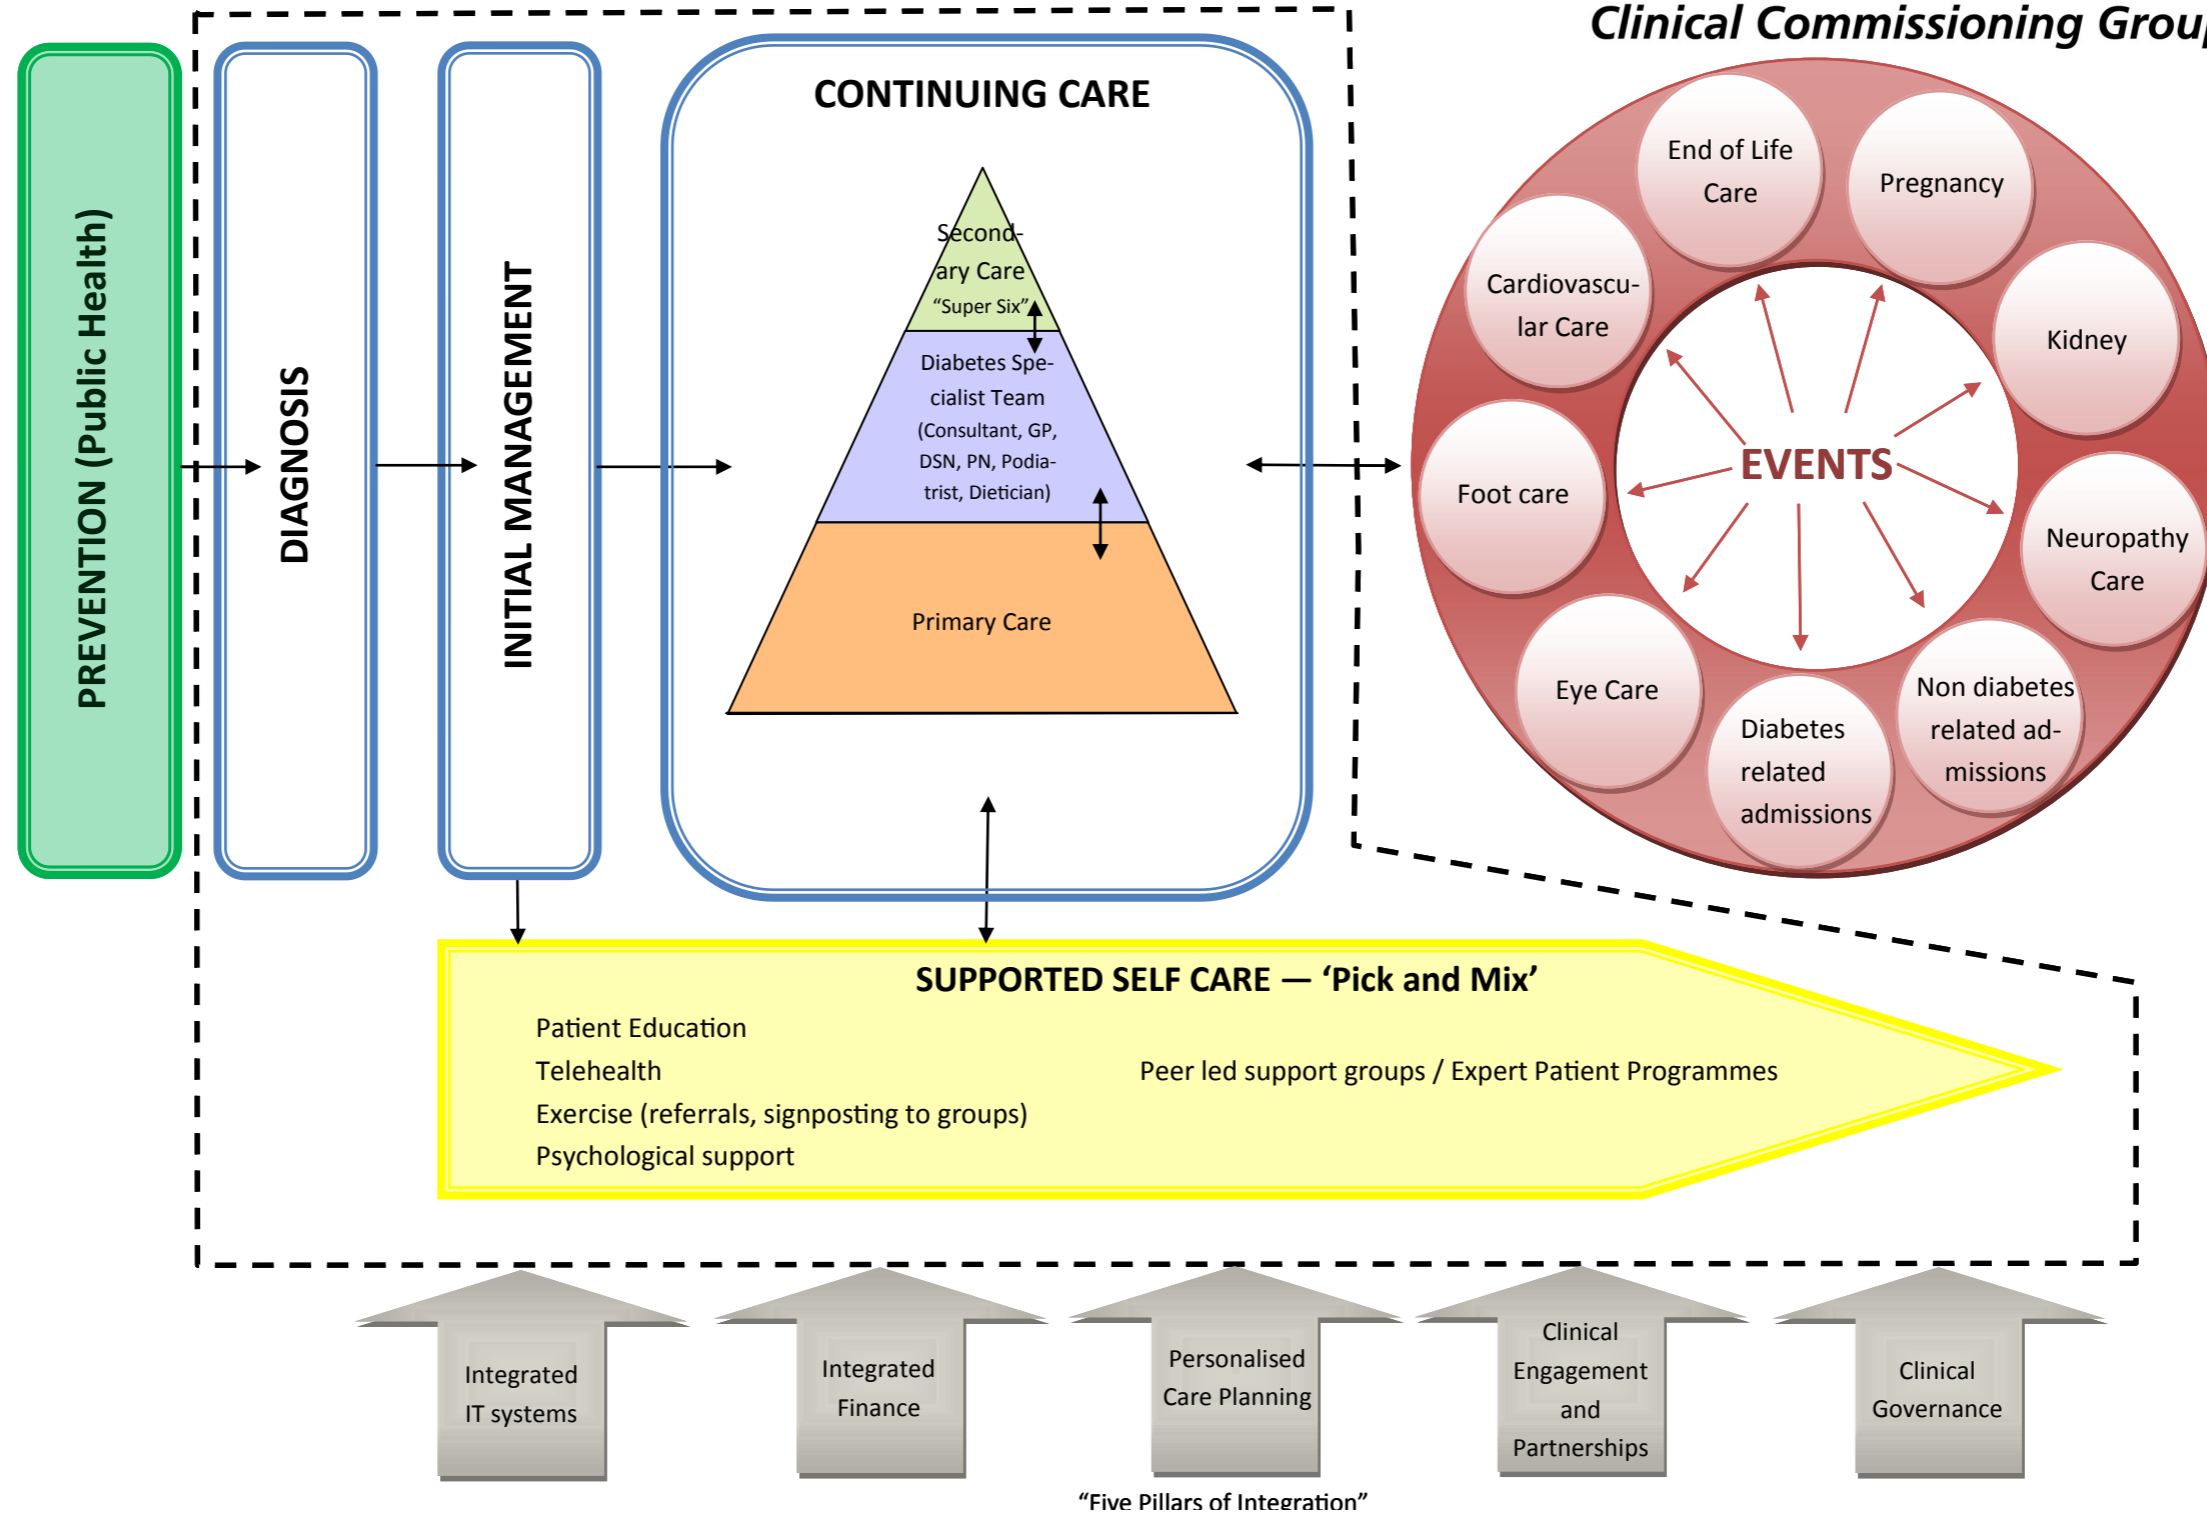 Clinical Commissioning Group
PREVENTION (Public Health)
DIAGNOSIS
INITIAL MANAGEMENT
CONTINUING CARE
Second-
ary Care
“Super Six”
Diabetes Spe-
cialist Team
(Consultant, GP,
DSN, PN, Podia-
trist, Dietician)
Primary Care
EVENTS
End of Life
Care
Pregnancy
Kidney
Neuropathy
Care
Non diabetes
related ad-
missions
Diabetes
related
admissions
Eye Care
Foot care
Cardiovascu-
lar Care
SUPPORTED SELF CARE — ‘Pick and Mix’
Patient Education
Telehealth
Exercise (referrals, signposting to groups)
Psychological support
Peer led support groups / Expert Patient Programmes
Integrated
IT systems
Integrated
Finance
Personalised
Care Planning
Clinical
Engagement
and
Partnerships
Clinical
Governance
“Five Pillars of Integration”